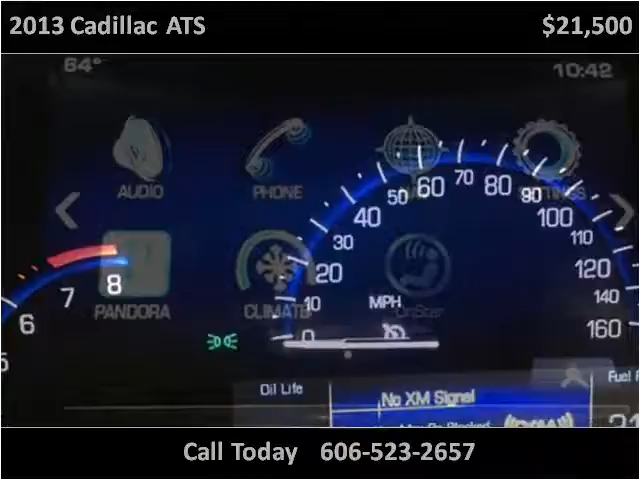 2013 Cadillac ATS
$21,500
64°
10:42
AUDIO
PHONE
SETTINGS
50
60
70
80
90
40
100
30
110
20
120
10
140
0
160
MPH
PANDORA
CLIMATE
OnStar
8
7
6
5
Oil Life
No XM Signal
Fuel
Call Today 606-523-2657